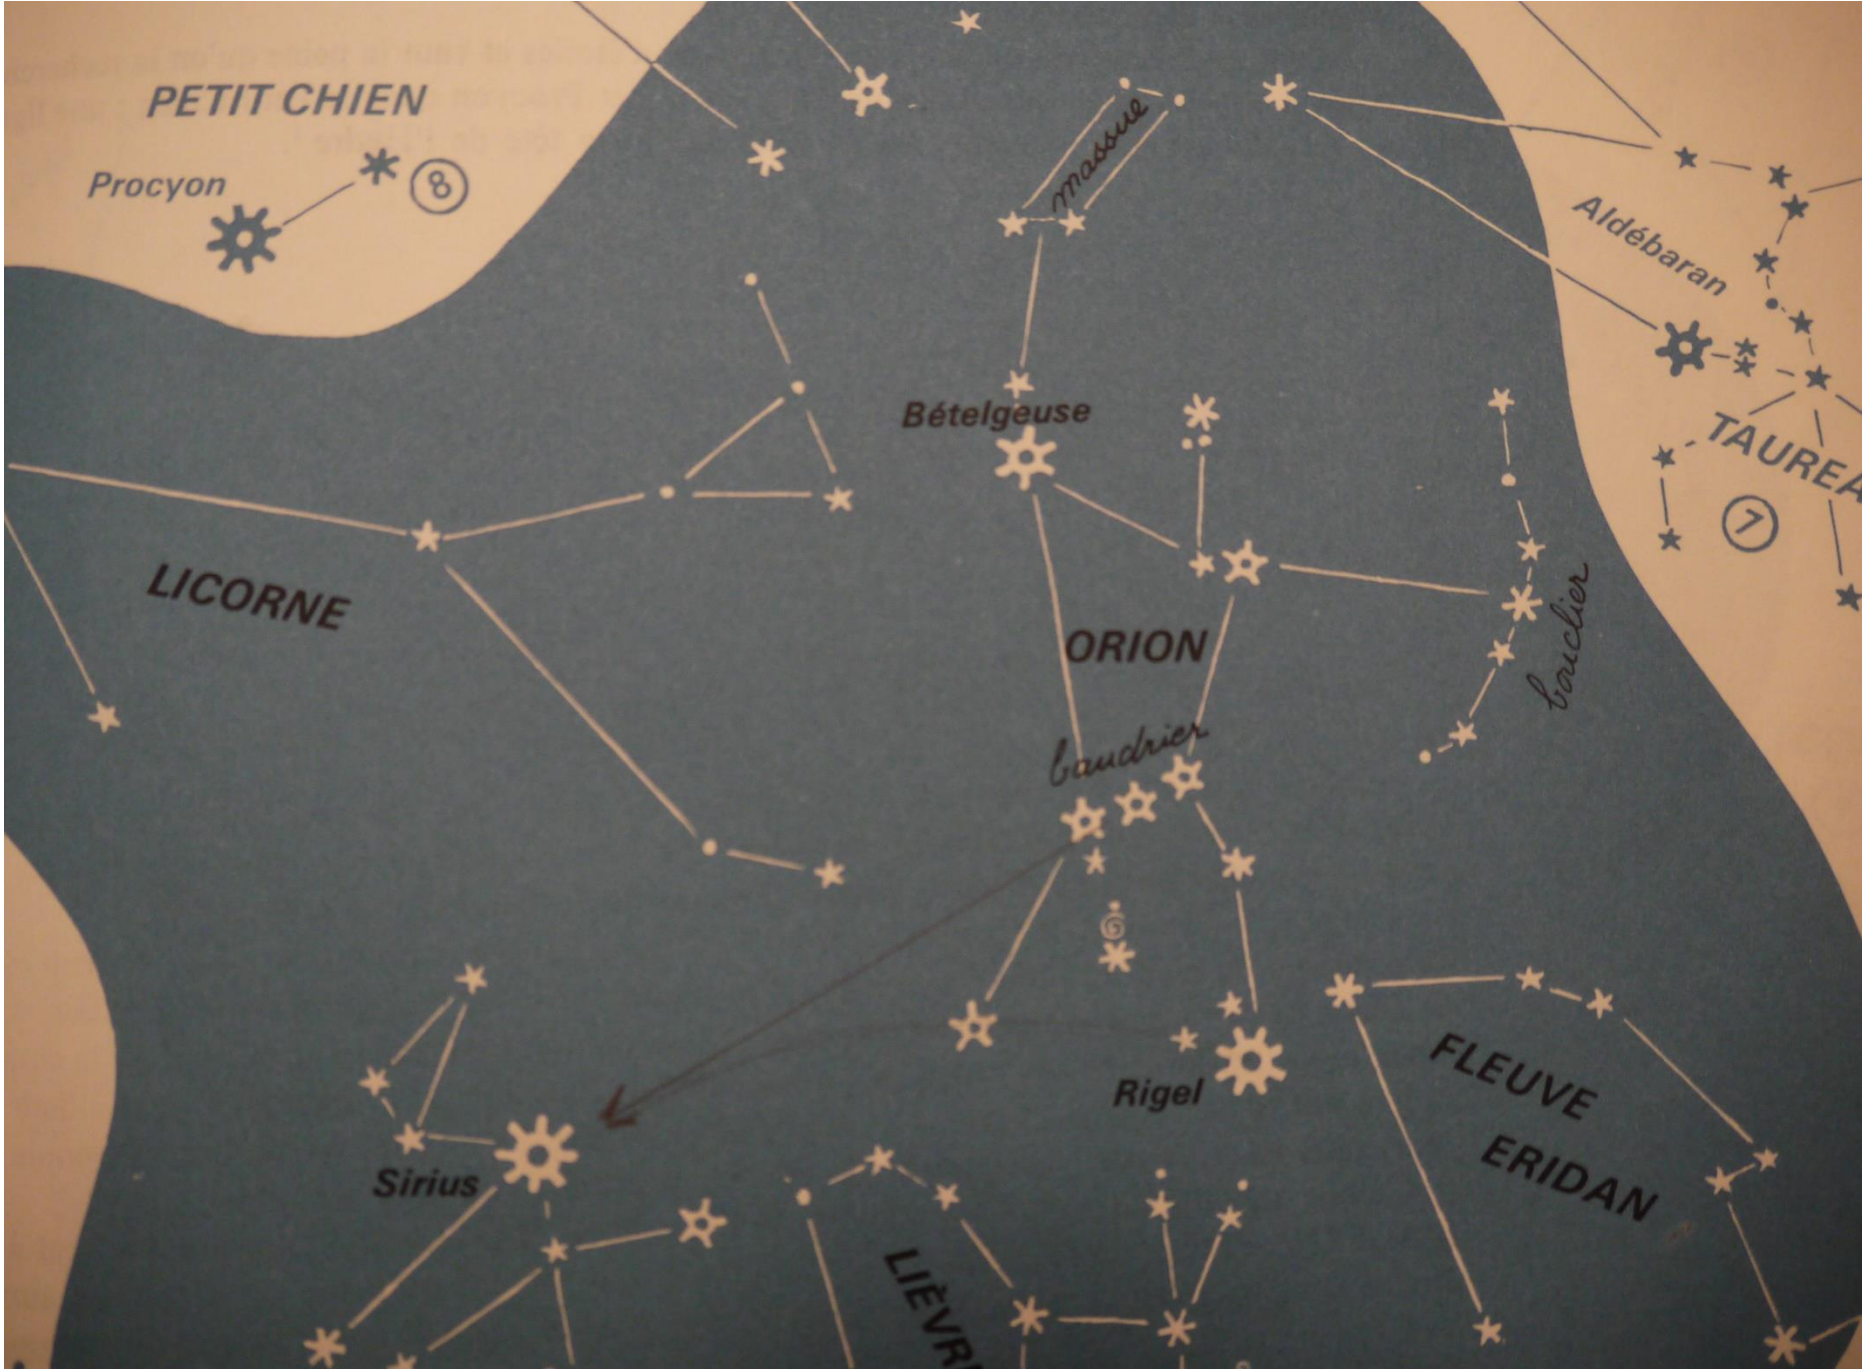 PETIT CHIEN
Procyon
8
massue
Aldébaran
Bételgeuse
TAUREA
7
LICORNE
ORION
bouclier
baudrier
Rigel
FLEUVE
ERIDAN
Sirius
LIÈVR